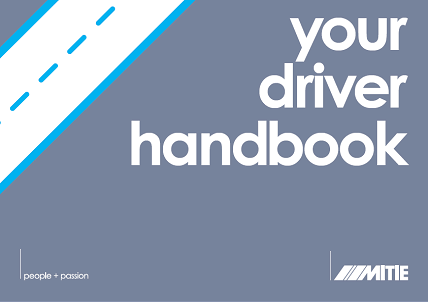 your
driver
handbook
people + passion
MITIE